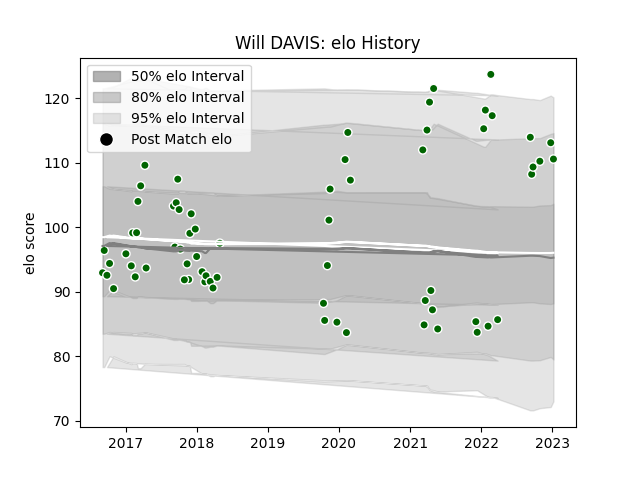 Will DAVIS: elo History
50% elo Interval
80% elo Interval
95% elo Interval
Post Match elo
elo score
120
110
100
90
80
70
2017
2018
2019
2020
2021
2022
2023